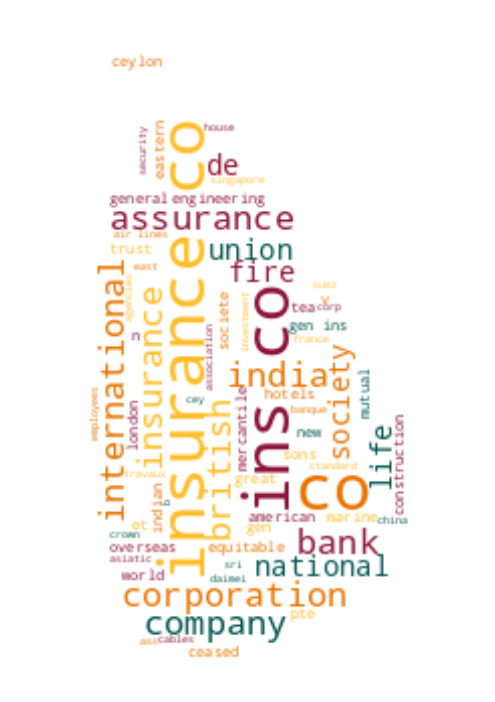 ceylon
house
security
eastern
insurance co
de
singapore
general engineering
assurance
air lines
trust
union
east
fire
international
agencies
insurance
societe
investment
association
ins co
suez
v
tea
corp
gen ins
france
n
india
society
mutual
hotels
banque
cey
british
mercantile
london
employees
new
life
construction
sons
standard
travaux
great
indian
b
co
american
marine
china
et
gen
crown
overseas
equitable
bank
asiatic
world
sri
daimei
national
corporation
company
pte
ass
cables
ceased